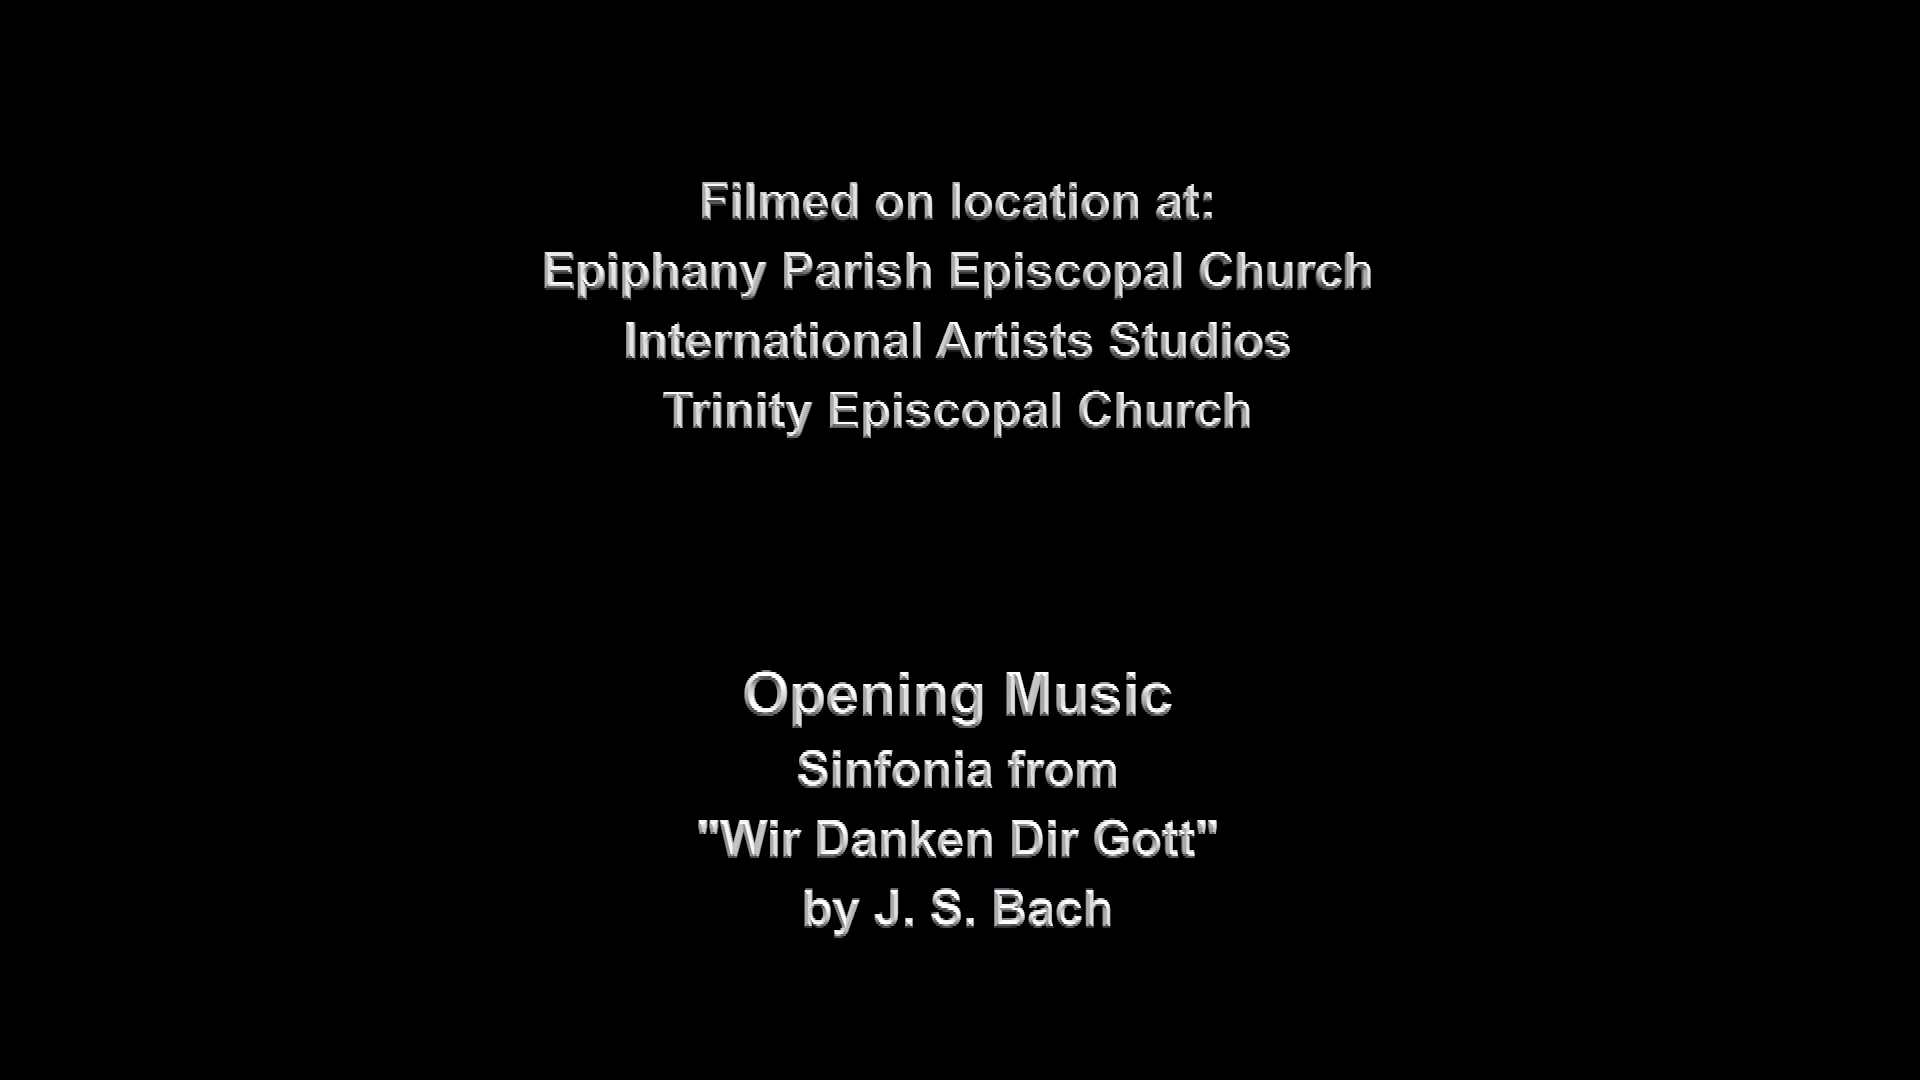 Filmed on location at:
Epiphany Parish Episcopal Church
International Artists Studios
Trinity Episcopal Church
Opening Music
Sinfonia from
"Wir Danken Dir Gott"
by J. S. Bach